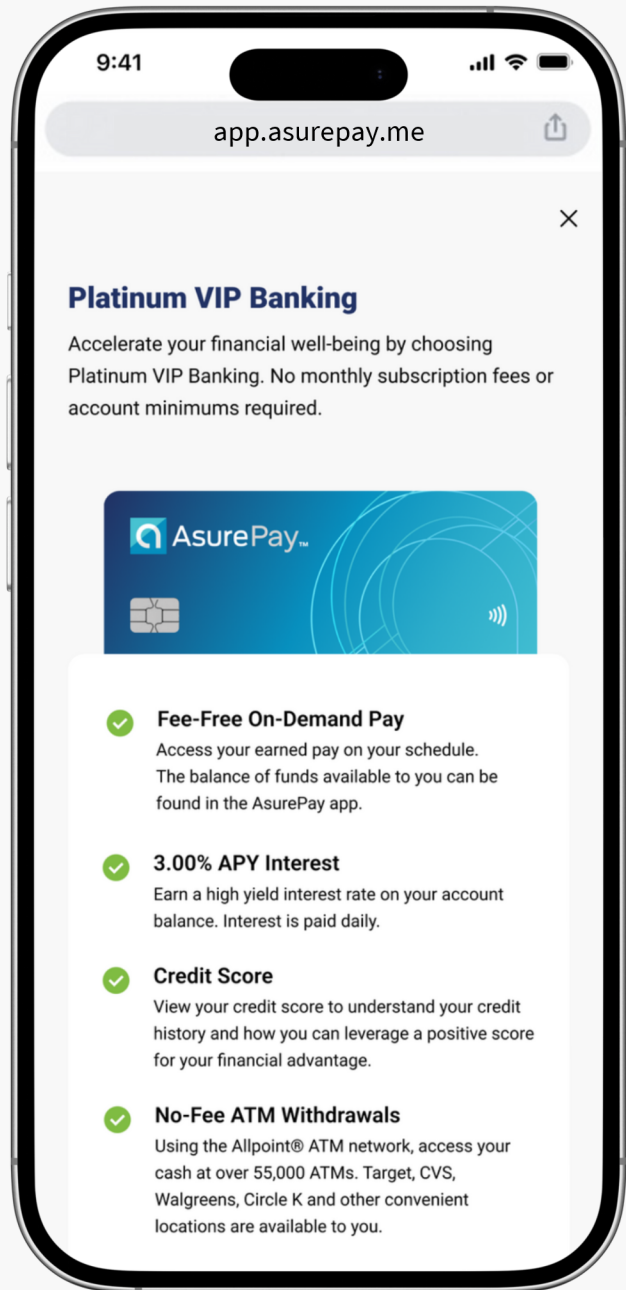 9:41
app.asurepay.me
Platinum VIP Banking
Accelerate your financial well-being by choosing
Platinum VIP Banking. No monthly subscription fees or
account minimums required.
AsurePay™
Fee-Free On-Demand Pay
Access your earned pay on your schedule.
The balance of funds available to you can be
found in the AsurePay app.
3.00% APY Interest
Earn a high yield interest rate on your account
balance. Interest is paid daily.
Credit Score
View your credit score to understand your credit
history and how you can leverage a positive score
for your financial advantage.
No-Fee ATM Withdrawals
Using the Allpoint® ATM network, access your
cash at over 55,000 ATMs. Target, CVS,
Walgreens, Circle K and other convenient
locations are available to you.